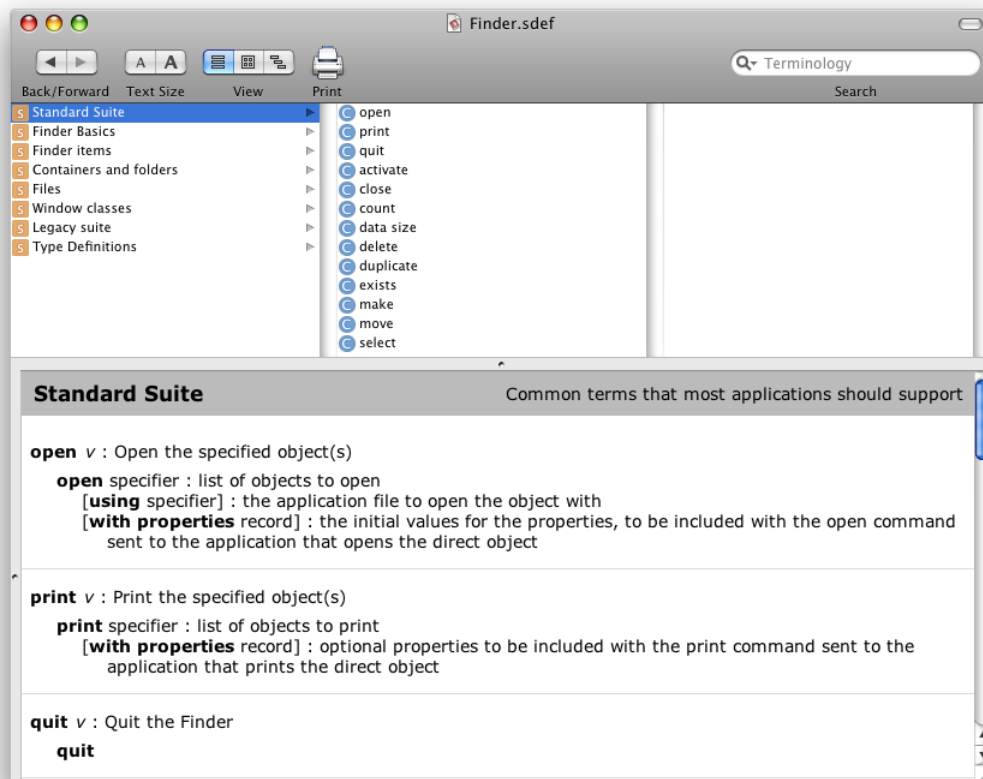 Finder.sdef
A A
Terminology
Back/Forward Text Size View Print Search
S Standard Suite
S Finder Basics
S Finder items
S Containers and folders
S Files
S Window classes
S Legacy suite
S Type Definitions
C open
C print
C quit
C activate
C close
C count
C data size
C delete
C duplicate
C exists
C make
C move
C select
Standard Suite Common terms that most applications should support
open v : Open the specified object(s)
open specifier : list of objects to open
[using specifier] : the application file to open the object with
[with properties record] : the initial values for the properties, to be included with the open command
sent to the application that opens the direct object
print v : Print the specified object(s)
print specifier : list of objects to print
[with properties record] : optional properties to be included with the print command sent to the
application that prints the direct object
quit v : Quit the Finder
quit